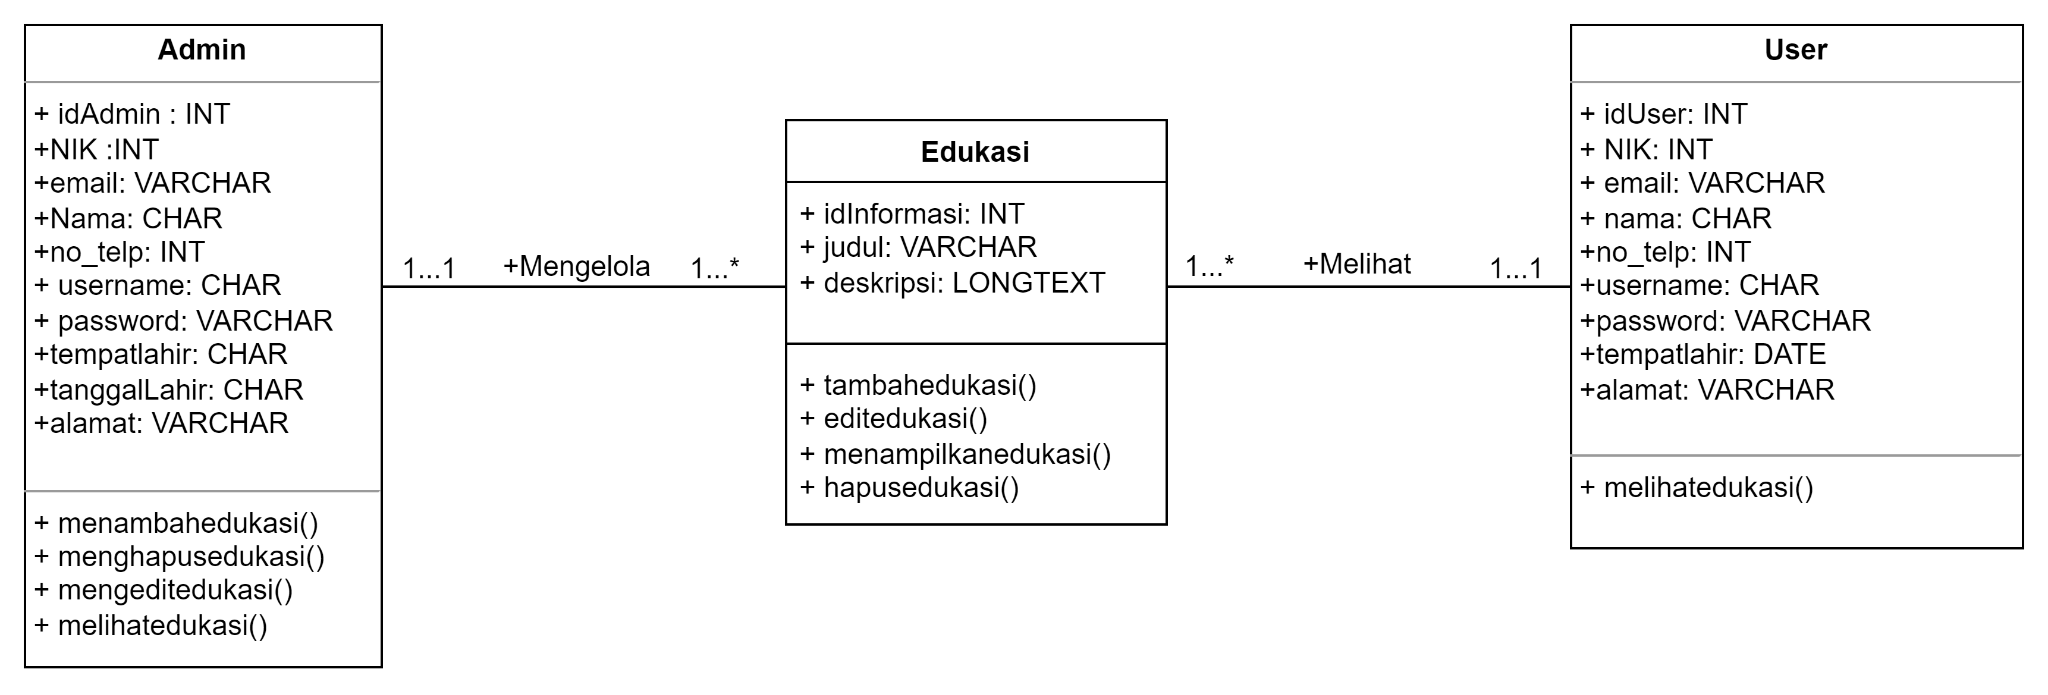 Admin
+ idAdmin : INT
+NIK :INT
+email: VARCHAR
+Nama: CHAR
+no_telp: INT
+ username: CHAR
+ password: VARCHAR
+tempatlahir: CHAR
+tanggalLahir: CHAR
+alamat: VARCHAR
+ menambahedukasi()
+ menghapusedukasi()
+ mengeditedukasi()
+ melihatedukasi()
1...1
+Mengelola
1...*
Edukasi
+ idInformasi: INT
+ judul: VARCHAR
+ deskripsi: LONGTEXT
+ tambahedukasi()
+ editedukasi()
+ menampilkanedukasi()
+ hapusedukasi()
1...*
+Melihat
1...1
User
+ idUser: INT
+ NIK: INT
+ email: VARCHAR
+ nama: CHAR
+no_telp: INT
+username: CHAR
+password: VARCHAR
+tempatlahir: DATE
+alamat: VARCHAR
+ melihatedukasi()